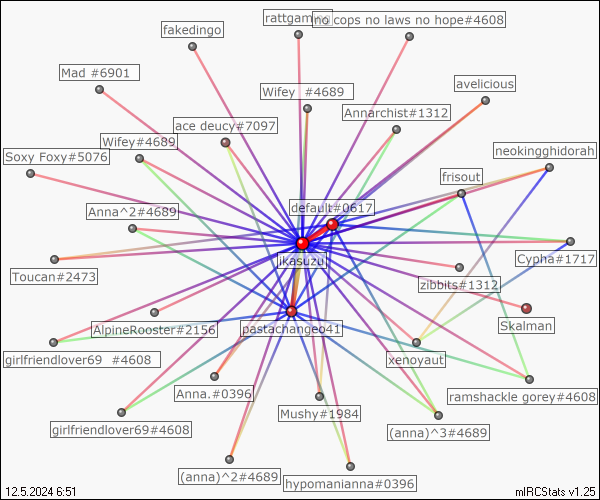 rattgaming
no cops no laws no hope#4608
fakedingo
Mad #6901
avelicious
Wifey  #4689
Annarchist#1312
ace deucy#7097
Wifey#4689
neokingghidorah
Soxy Foxy#5076
frisout
default#0617
Anna^2#4689
Cypha#1717
jkasuzu
Toucan#2473
zibbits#1312
Skalman
AlpineRooster#2156
pastachangeo41
girlfriendlover69  #4608
xenoyaut
Anna.#0396
ramshackle gorey#4608
Mushy#1984
girlfriendlover69#4608
(anna)^3#4689
(anna)^2#4689
hypomanianna#0396
12.5.2024 6:51
mIRCStats v1.25